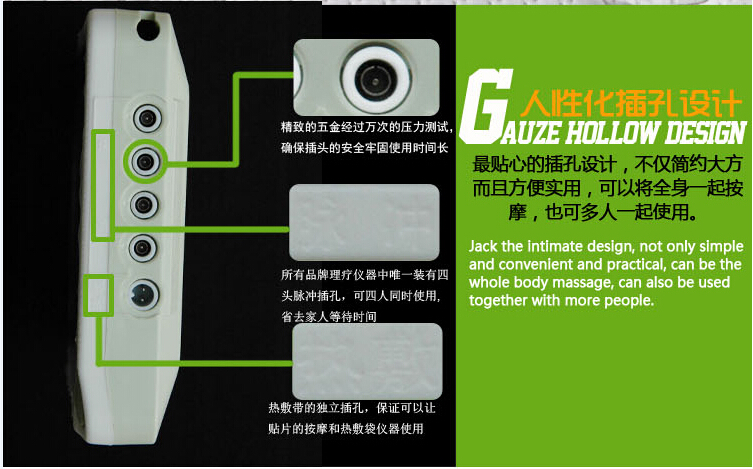 精致的五金经过万次的压力测试,
确保插头的安全牢固使用时间长
脉冲
所有品牌理疗仪器中唯一装有四
头脉冲插孔，可四人同时使用,
省去家人等待时间
热敷
热敷带的独立插孔，保证可以让
贴片的按摩和热敷袋仪器使用
人性化插孔设计
GAUZE HOLLOW DESIGN
最贴心的插孔设计，不仅简约大方
而且方便实用，可以将全身一起按
摩，也可多人一起使用。
Jack the intimate design, not only simple
and convenient and practical, can be the
whole body massage, can also be used
together with more people.